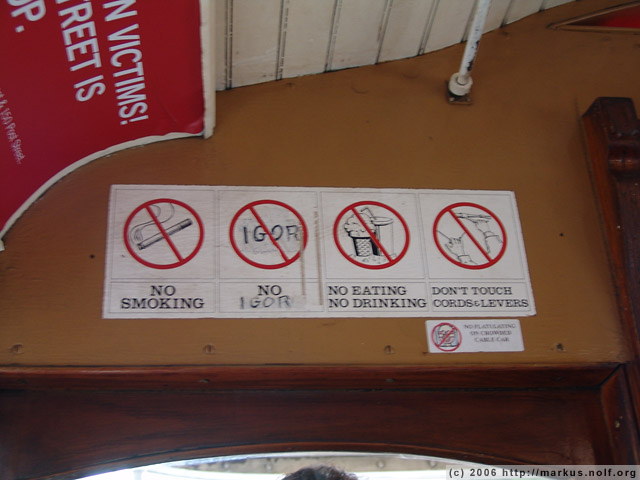 N VICTIMS!
TREET IS
OP.
IGOR
NO
SMOKING
NO
IGOR
NO EATING
NO DRINKING
DON'T TOUCH
CORDS & LEVERS
NO FLATULATING
ON CROWDED
CABLE CAR
(c) 2006 http://markus.nolf.org